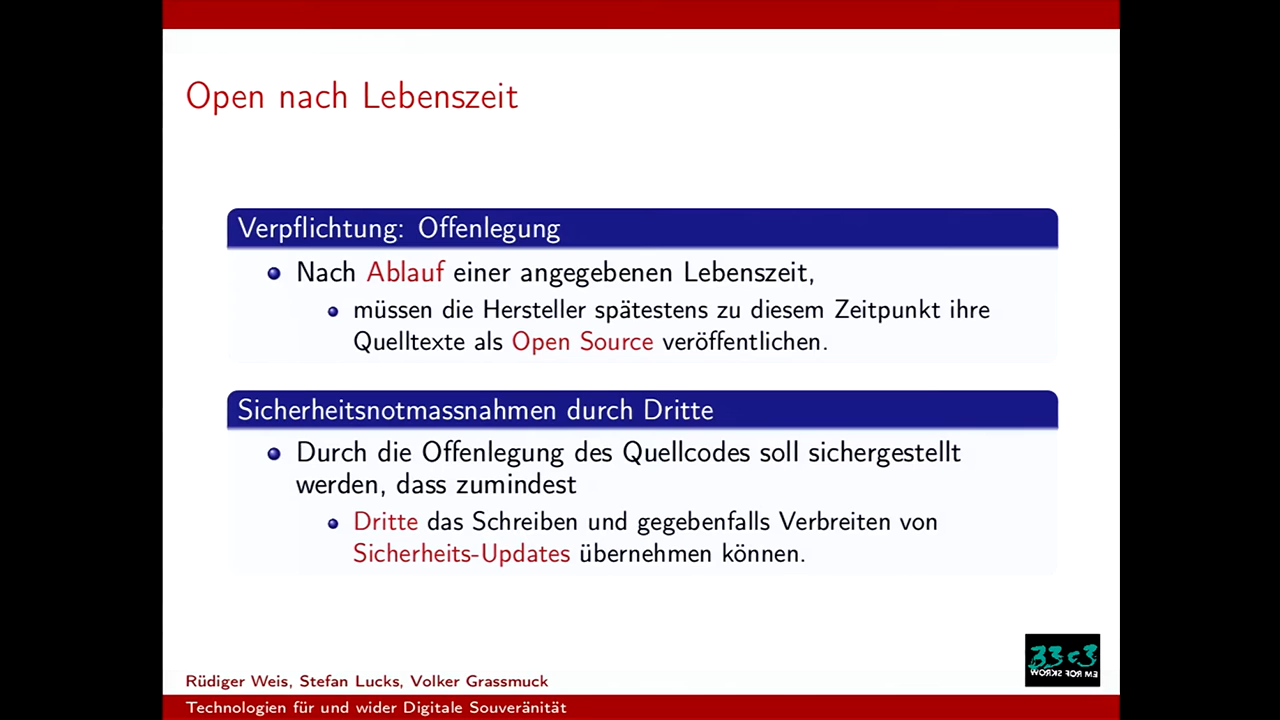 Open nach Lebenszeit
Verpflichtung: Offenlegung
Nach Ablauf einer angegebenen Lebenszeit,
müssen die Hersteller spätestens zu diesem Zeitpunkt ihre
Quelltexte als Open Source veröffentlichen.
Sicherheitsnotmassnahmen durch Dritte
Durch die Offenlegung des Quellcodes soll sichergestellt
werden, dass zumindest
Dritte das Schreiben und gegebenfalls Verbreiten von
Sicherheits-Updates übernehmen können.
33c3
WORKS FOR ME
Rüdiger Weis, Stefan Lucks, Volker Grassmuck
Technologien für und wider Digitale Souveränität